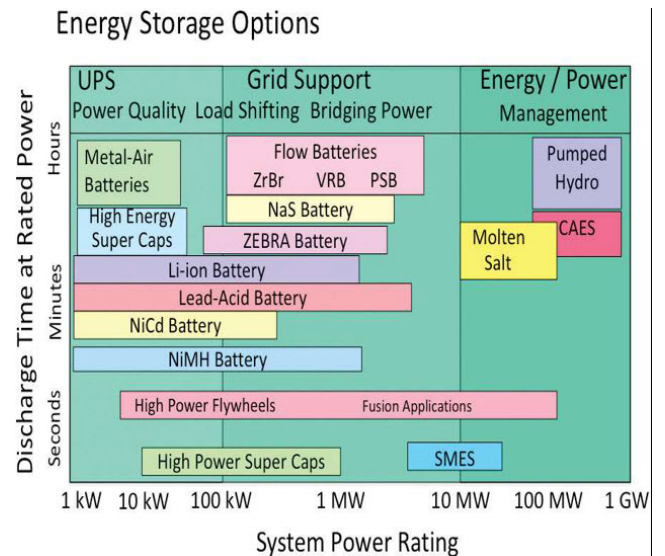 Energy Storage Options
UPS Grid Support Energy / Power
Power Quality Load Shifting Bridging Power Management
Discharge Time at Rated Power
Hours
Minutes
Seconds
Metal-Air
Batteries
Flow Batteries
ZrBr VRB PSB
Pumped
Hydro
High Energy
Super Caps
NaS Battery
CAES
ZEBRA Battery
Molten
Salt
Li-ion Battery
Lead-Acid Battery
NiCd Battery
NiMH Battery
High Power Flywheels Fusion Applications
High Power Super Caps
SMES
1 kW 10 kW 100 kW 1 MW 10 MW 100 MW 1 GW
System Power Rating